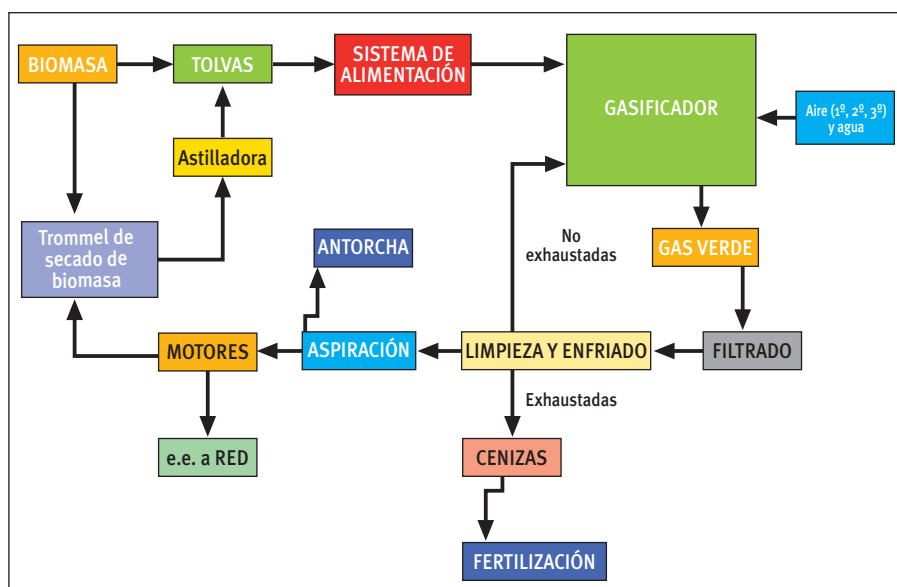 BIOMASA
TOLVAS
SISTEMA DE
ALIMENTACIÓN
GASIFICADOR
Aire (1º, 2º, 3º)
y agua
Astilladora
Trommel de
secado de
biomasa
ANTORCHA
No
exhaustadas
GAS VERDE
MOTORES
ASPIRACIÓN
LIMPIEZA Y ENFRIADO
FILTRADO
Exhaustadas
e.e. a RED
CENIZAS
FERTILIZACIÓN